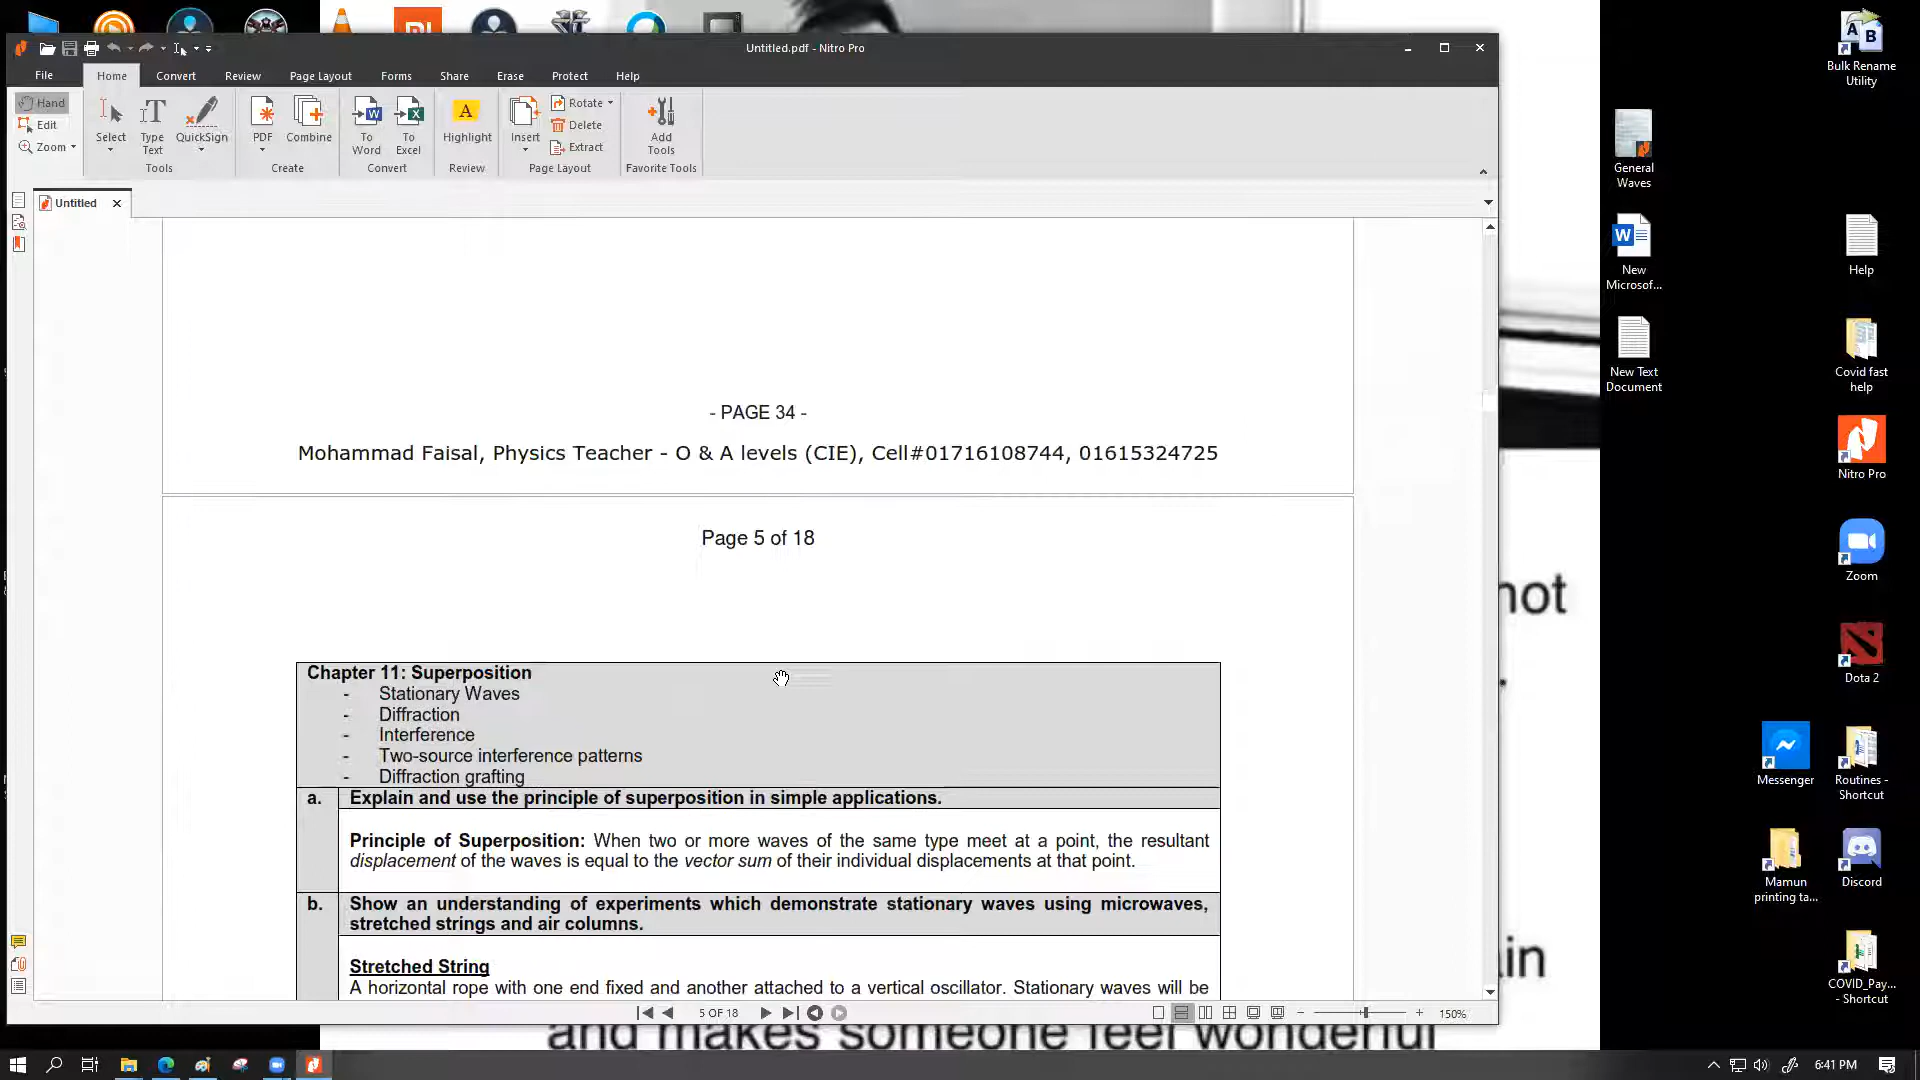 Untitled.pdf - Nitro Pro
File Home Convert Review Page Layout Forms Share Erase Protect Help
Hand
Edit
Zoom
Select
Type Text
QuickSign
Tools
PDF
Combine
Create
To Word
To Excel
Convert
Highlight
Review
Insert
Rotate
Delete
Extract
Page Layout
Add Tools
Favorite Tools
Untitled
- PAGE 34 -
Mohammad Faisal, Physics Teacher - O & A levels (CIE), Cell#01716108744, 01615324725
Page 5 of 18
Chapter 11: Superposition
- Stationary Waves
- Diffraction
- Interference
- Two-source interference patterns
- Diffraction grafting
a. Explain and use the principle of superposition in simple applications.
Principle of Superposition: When two or more waves of the same type meet at a point, the resultant
displacement of the waves is equal to the vector sum of their individual displacements at that point.
b. Show an understanding of experiments which demonstrate stationary waves using microwaves,
stretched strings and air columns.
Stretched String
A horizontal rope with one end fixed and another attached to a vertical oscillator. Stationary waves will be
5 OF 18
150%
and makes someone feel wonderful
Bulk Rename
Utility
General
Waves
New
Microsof...
Help
New Text
Document
Covid fast
help
Nitro Pro
Zoom
Dota 2
Messenger
Routines -
Shortcut
Mamun
printing ta...
Discord
COVID_Pay...
- Shortcut
6:41 PM